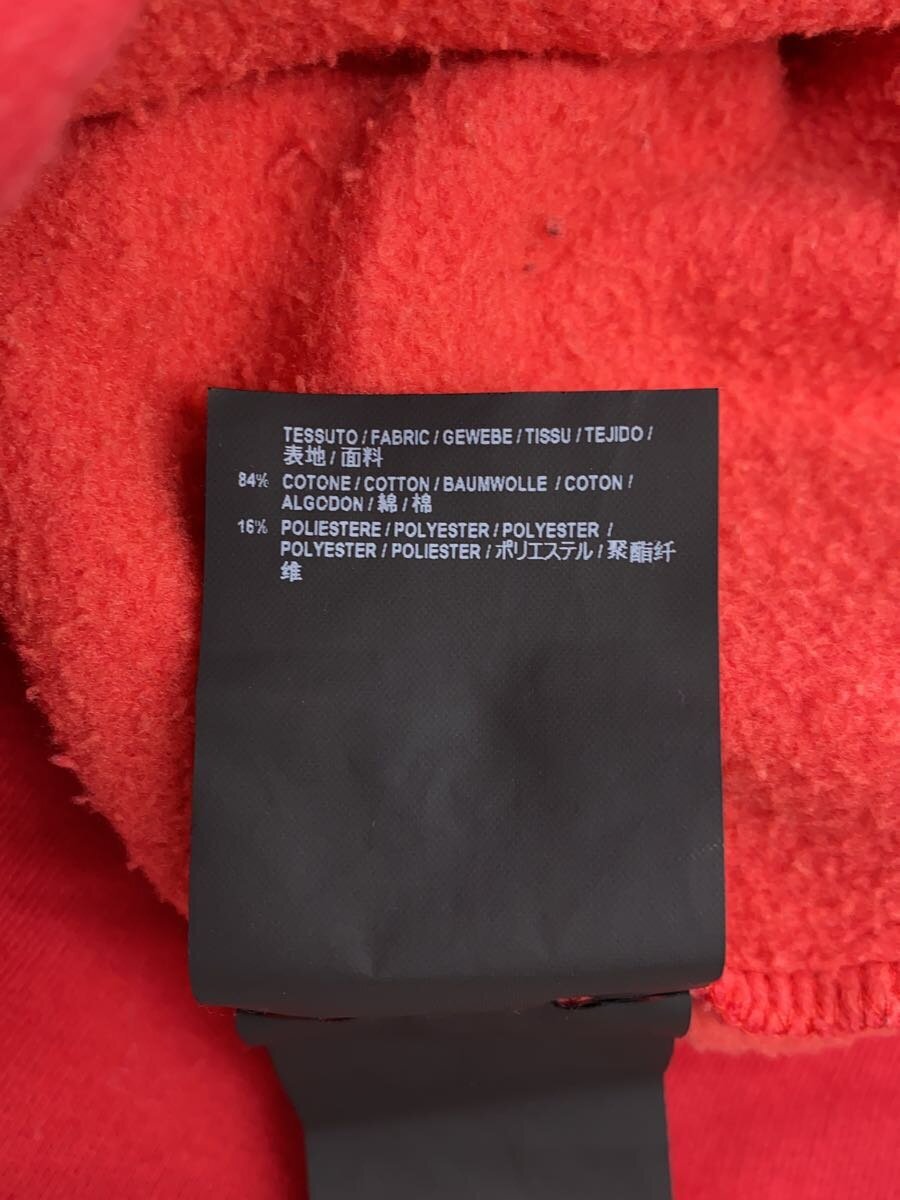 TESSUTO / FABRIC / GEWEBE / TISSU / TEJIDO /
表地 / 面料
84% COTONE / COTTON / BAUMWOLLE / COTON /
ALGODON / 綿 / 棉
16% POLIESTERE / POLYESTER / POLYESTER /
POLYESTER / POLIESTER / ポリエステル / 聚酯纤
维